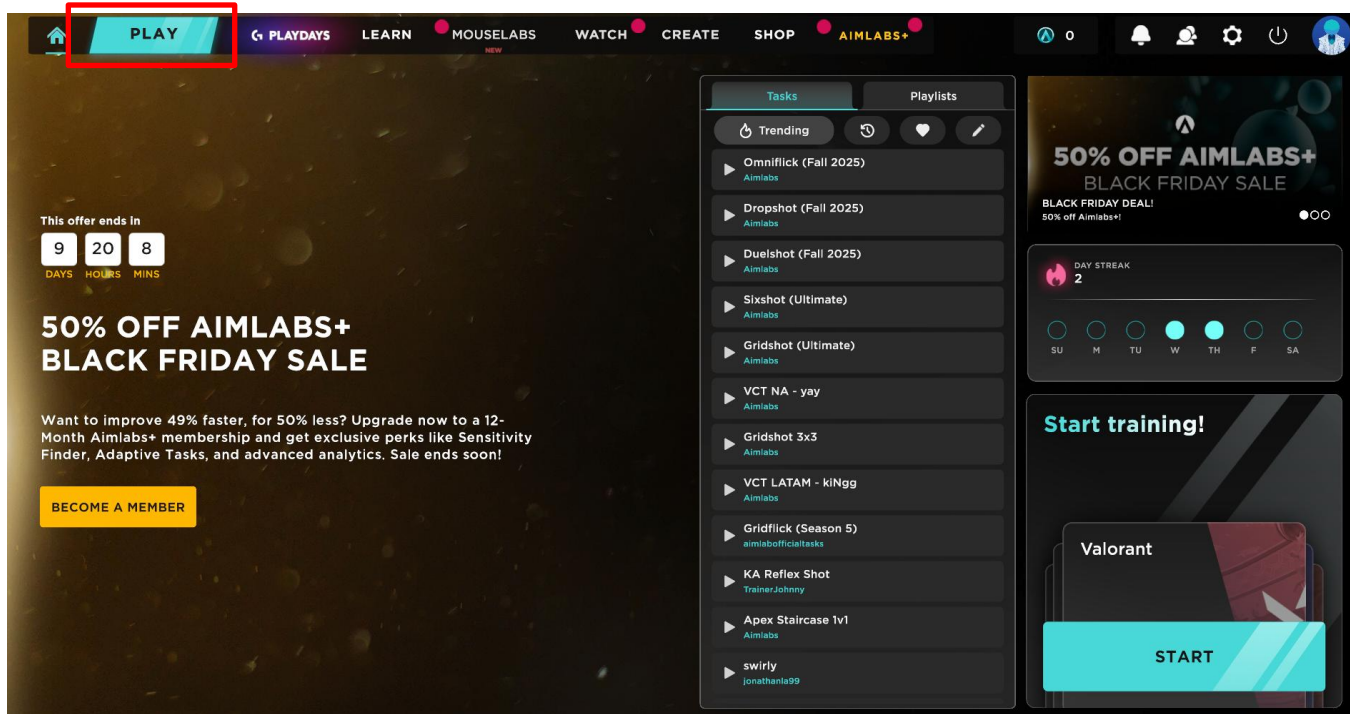 PLAY
PLAYDAYS
LEARN
MOUSELABS
NEW
WATCH
CREATE
SHOP
AIMLABS+
0
This offer ends in
9 20 8
DAYS HOURS MINS
50% OFF AIMLABS+
BLACK FRIDAY SALE
Want to improve 49% faster, for 50% less? Upgrade now to a 12-
Month Aimlabs+ membership and get exclusive perks like Sensitivity
Finder, Adaptive Tasks, and advanced analytics. Sale ends soon!
BECOME A MEMBER
Tasks
Playlists
Trending
Omniflick (Fall 2025)
Aimlabs
Dropshot (Fall 2025)
Aimlabs
Duelshot (Fall 2025)
Aimlabs
Sixshot (Ultimate)
Aimlabs
Gridshot (Ultimate)
Aimlabs
VCT NA - yay
Aimlabs
Gridshot 3x3
Aimlabs
VCT LATAM - kiNgg
Aimlabs
Gridflick (Season 5)
aimlabofficialtasks
KA Reflex Shot
TrainerJohnny
Apex Staircase 1v1
Aimlabs
swirly
jonathanla99
50% OFF AIMLABS+
BLACK FRIDAY SALE
BLACK FRIDAY DEAL!
50% off Aimlabs+!
DAY STREAK
2
SU M TU W TH F SA
Start training!
Valorant
START